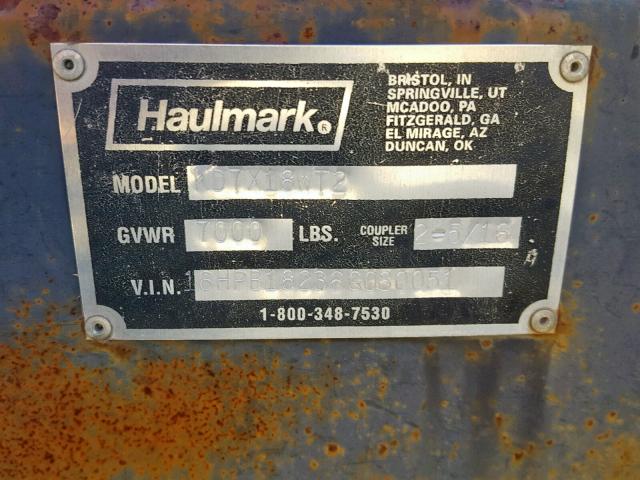 Haulmark®
BRISTOL, IN
SPRINGVILLE, UT
MCADOO, PA
FITZGERALD, GA
EL MIRAGE, AZ
DUNCAN, OK
MODEL
GVWR 7000 LBS. COUPLER SIZE 2-5/16
V.I.N.
1-800-348-7530